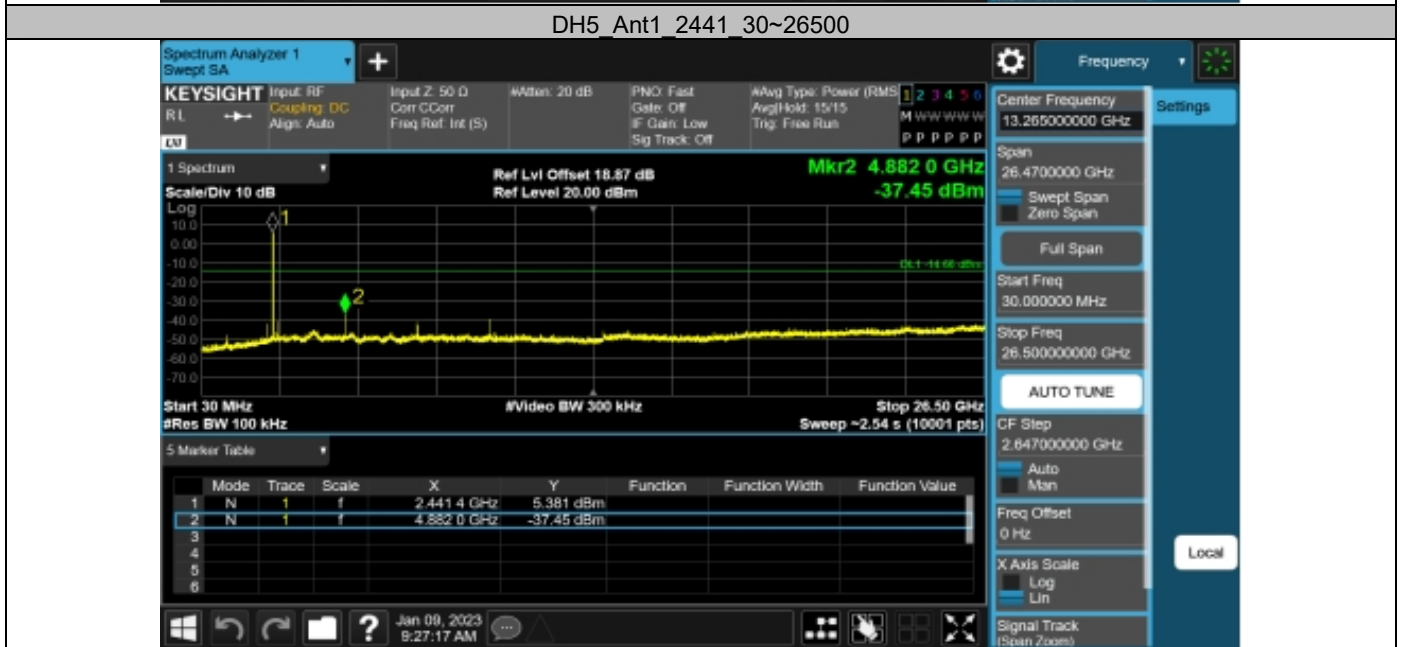 DH5_Ant1_2441_30~26500
Spectrum Analyzer 1
Swept SA
Frequency
KEYSIGHT
R L
LXI
Input: RF
Coupling: DC
Align: Auto
Input Z: 50 Ω
Corr CCorr
Freq Ref: Int (S)
#Atten: 20 dB
PNO: Fast
Gate: Off
IF Gain: Low
Sig Track: Off
#Avg Type: Power (RMS
Avg|Hold: 15/15
Trig: Free Run
1 2 3 4 5 6
M W W W W W
P P P P P P
1 Spectrum
Scale/Div 10 dB
Ref Lvl Offset 18.87 dB
Ref Level 20.00 dBm
Mkr2 4.882 0 GHz
-37.45 dBm
Log
10.0
0.00
-10.0
-20.0
-30.0
-40.0
-50.0
-60.0
-70.0
1
2
DL1 -14.60 dBm
Start 30 MHz
#Res BW 100 kHz
#Video BW 300 kHz
Stop 26.50 GHz
Sweep ~2.54 s (10001 pts)
5 Marker Table
Mode Trace Scale X Y Function Function Width Function Value
1 N 1 f 2.441 4 GHz 5.381 dBm
2 N 1 f 4.882 0 GHz -37.45 dBm
3
4
5
6
Jan 09, 2023
9:27:17 AM
Center Frequency
13.265000000 GHz
Settings
Span
26.4700000 GHz
Swept Span
Zero Span
Full Span
Start Freq
30.000000 MHz
Stop Freq
26.500000000 GHz
AUTO TUNE
CF Step
2.647000000 GHz
Auto
Man
Freq Offset
0 Hz
X Axis Scale
Log
Lin
Local
Signal Track
(Span Zoom)